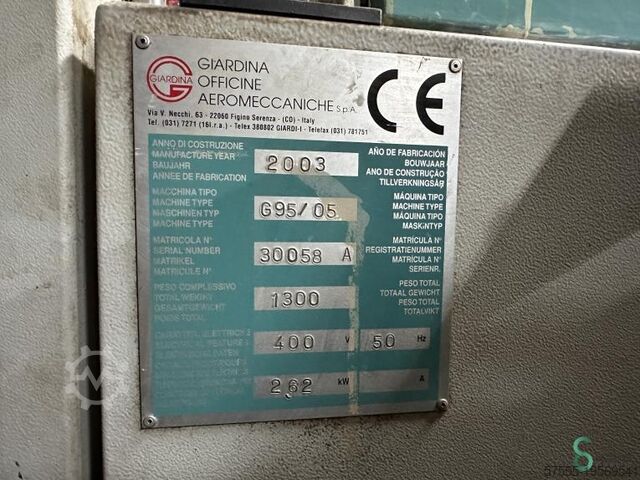 GIARDINA
GIARDINA
OFFICINE
AEROMECCANICHE S.p.A.
CE
Via V. Necchi, 63 - 22060 Figino Serenza - (CO) - Italy
Tel. (031) 7271 (16l.r.a.) - Telex 380802 GIARDI-I - Telefax (031) 781751
ANNO DI COSTRUZIONE
MANUFACTURE YEAR
BAUJAHR
ANNEE DE FABRICATION
2003
AÑO DE FABRICACIÓN
BOUWJAAR
ANO DE CONSTRUÇÃO
TILLVERKNINGSÅR
MACCHINA TIPO
MACHINE TYPE
MASCHINEN TYP
MACHINE TYPE
G95/05
MÁQUINA TIPO
MACHINE TYPE
MÁQUINA TIPO
MASKINTYP
MATRICOLA N°
SERIAL NUMBER
MATRIKEL
MATRICULE N°
30058 A
MATRÍCULA N°
REGISTRATIENUMMER
MATRÍCULA N°
SERIENR.
PESO COMPLESSIVO
TOTAL WEIGHT
GESAMTGEWICHT
POIDS TOTAL
1300
PESO TOTAL
TOTAAL GEWICHT
PESO TOTAL
TOTALVIKT
ELECTRICAL FEATURES
400 V 50 Hz
2,62 kW A
S